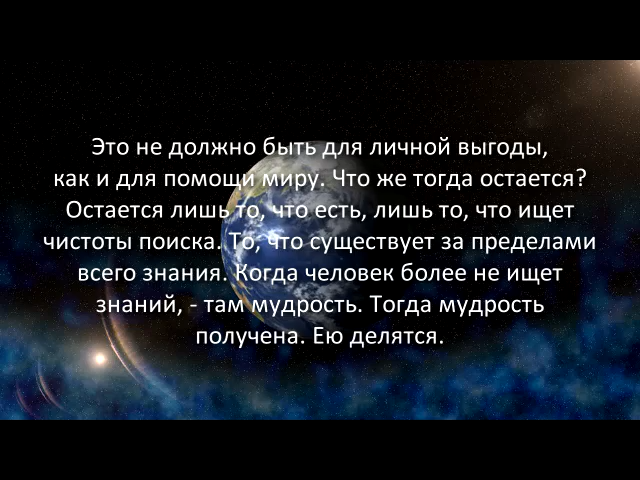 Это не должно быть для личной выгоды,
как и для помощи миру. Что же тогда остается?
Остается лишь то, что есть, лишь то, что ищет
чистоты поиска. То, что существует за пределами
всего знания. Когда человек более не ищет
знаний, - там мудрость. Тогда мудрость
получена. Ею делятся.